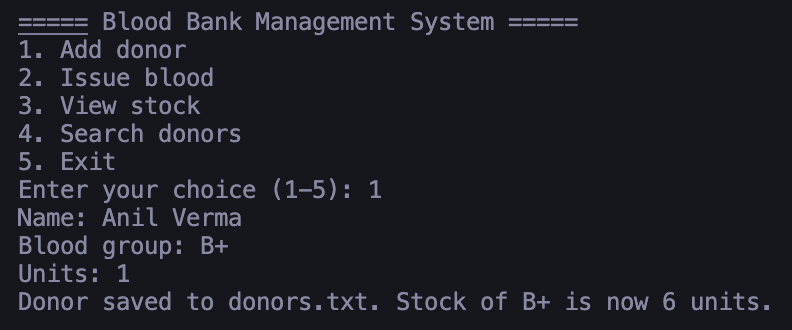 ===== Blood Bank Management System =====
1. Add donor
2. Issue blood
3. View stock
4. Search donors
5. Exit
Enter your choice (1–5): 1
Name: Anil Verma
Blood group: B+
Units: 1
Donor saved to donors.txt. Stock of B+ is now 6 units.